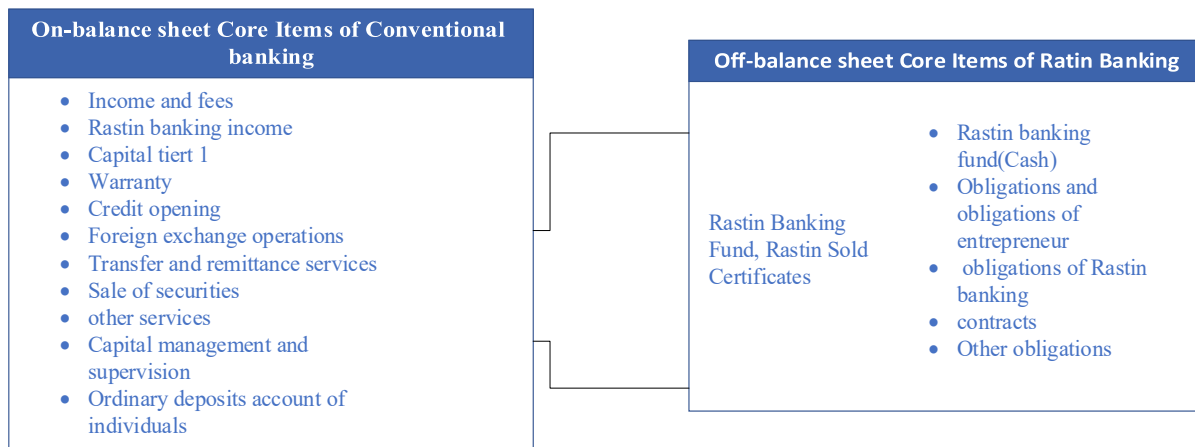 On-balance sheet Core Items of Conventional
banking
• Income and fees
• Rastin banking income
• Capital tiert 1
• Warranty
• Credit opening
• Foreign exchange operations
• Transfer and remittance services
• Sale of securities
• other services
• Capital management and
supervision
• Ordinary deposits account of
individuals
Off-balance sheet Core Items of Ratin Banking
Rastin Banking
Fund, Rastin Sold
Certificates
• Rastin banking
fund(Cash)
• Obligations and
obligations of
entrepreneur
• obligations of Rastin
banking
• contracts
• Other obligations